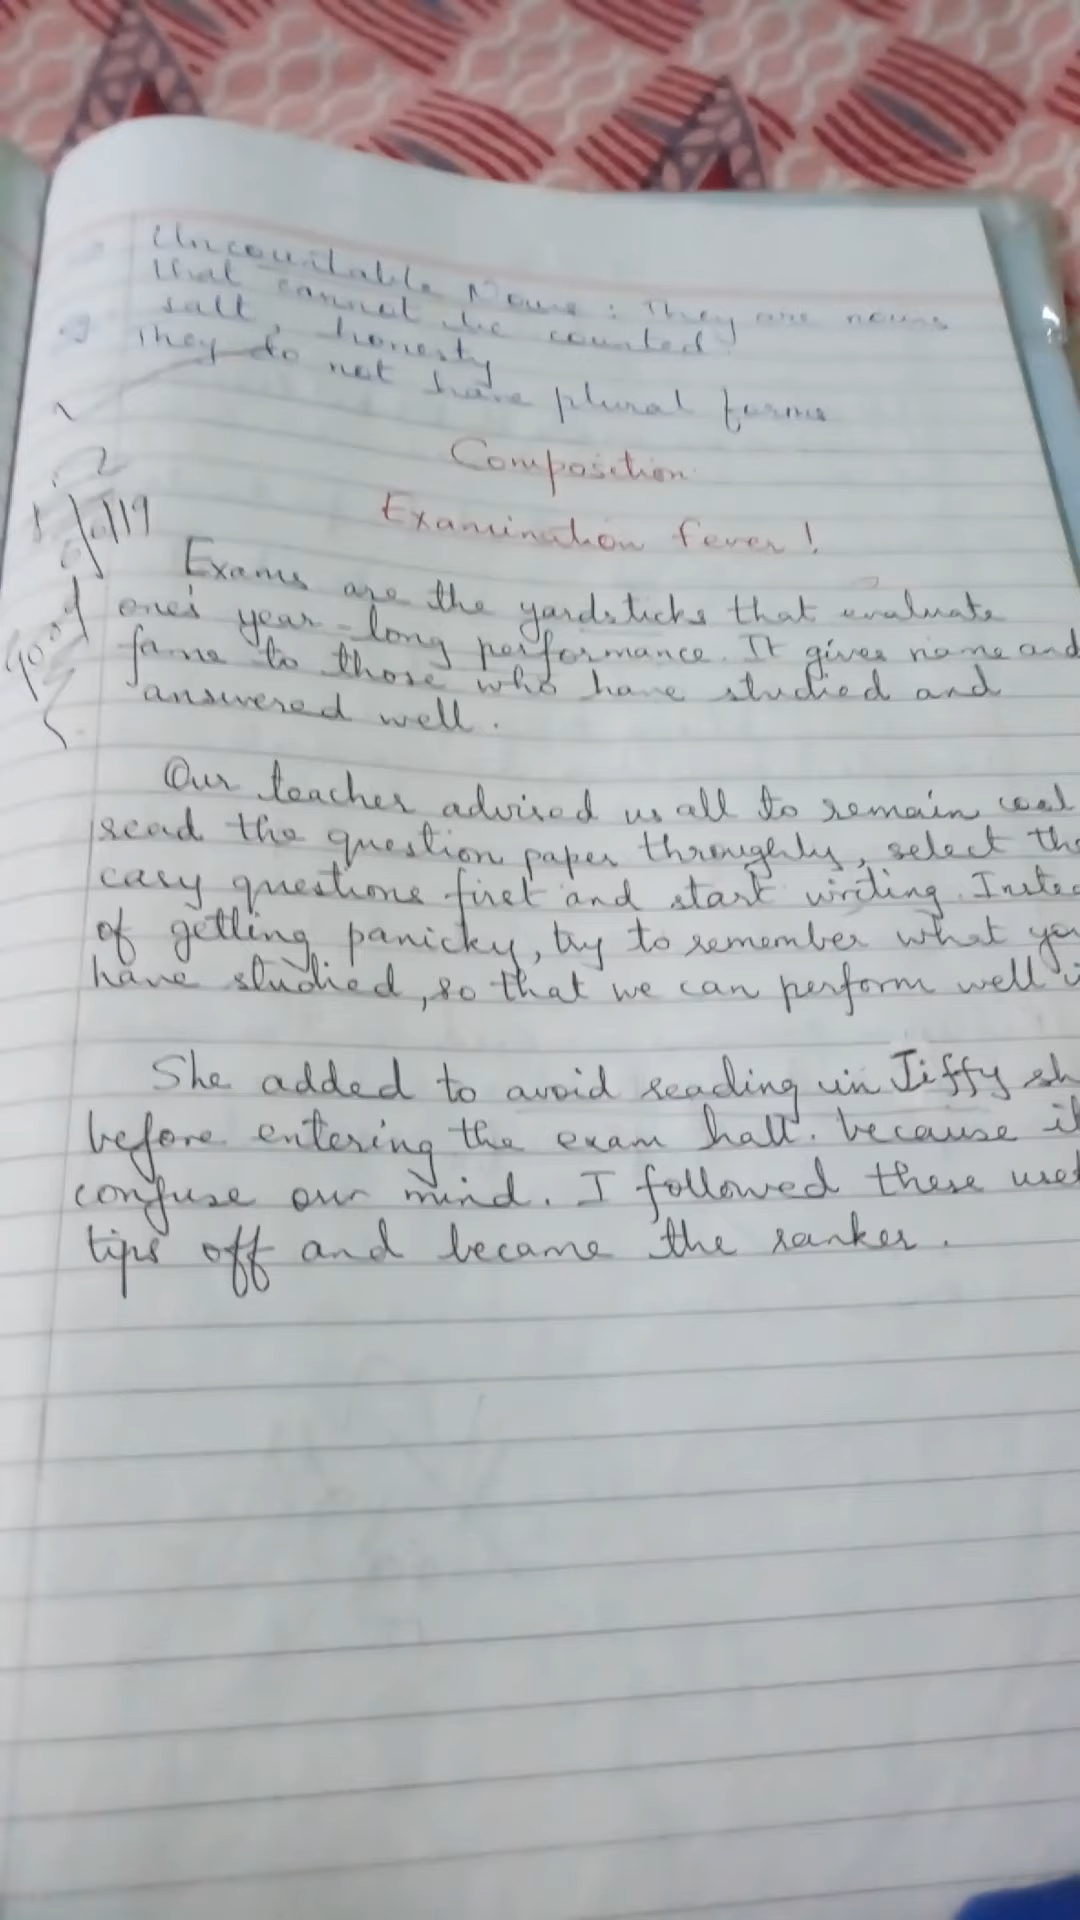 Uncountable Nouns : They are nouns
that cannot be counted.
salt, honesty
They do not have plural forms
Composition
Examination fever!
Exams are the yardsticks that evaluate
one's year-long performance. It gives name and
fame to those who have studied and
answered well.
good
Our teacher advised us all to remain cool
read the question paper throughly, select the
easy questions first and start writing. Inste
of getting panicky, try to remember what you
have studied, so that we can perform well i
She added to avoid reading in Jiffy sh
before entering the exam hall. because it
confuse our mind. I followed these use
tips off and became the ranker.